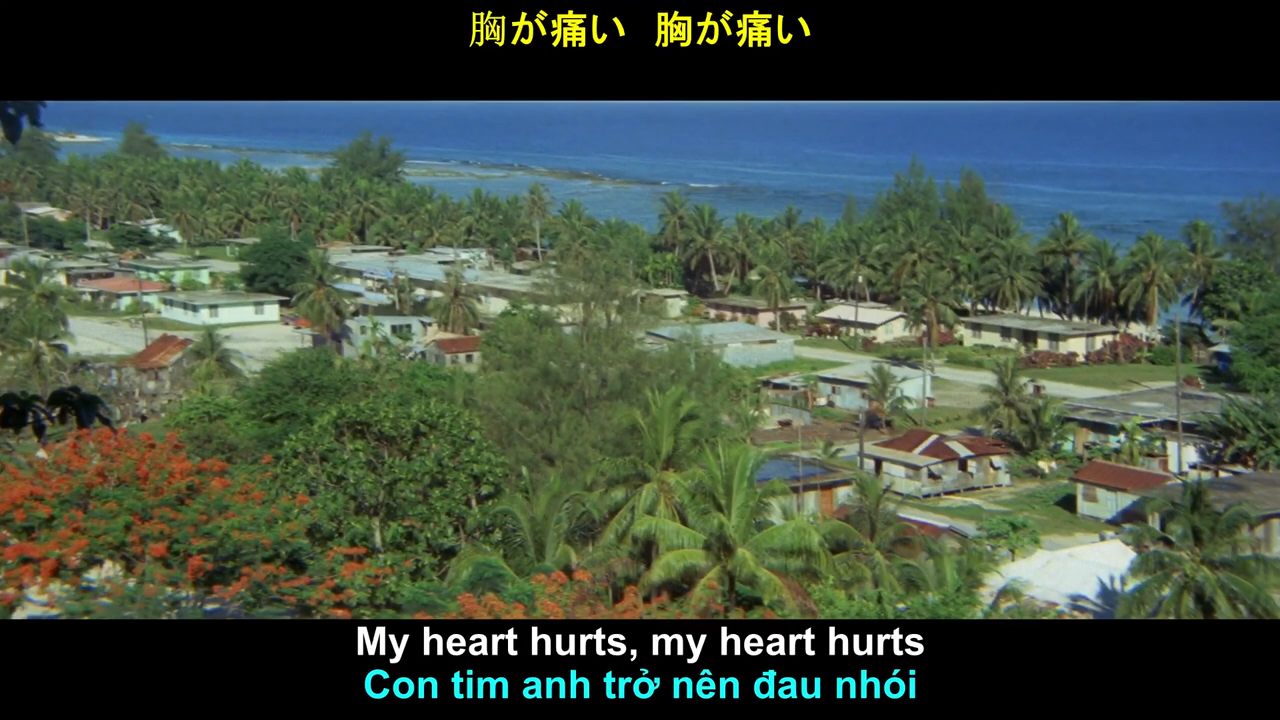 胸が痛い　胸が痛い
My heart hurts, my heart hurts
Con tim anh trở nên đau nhói